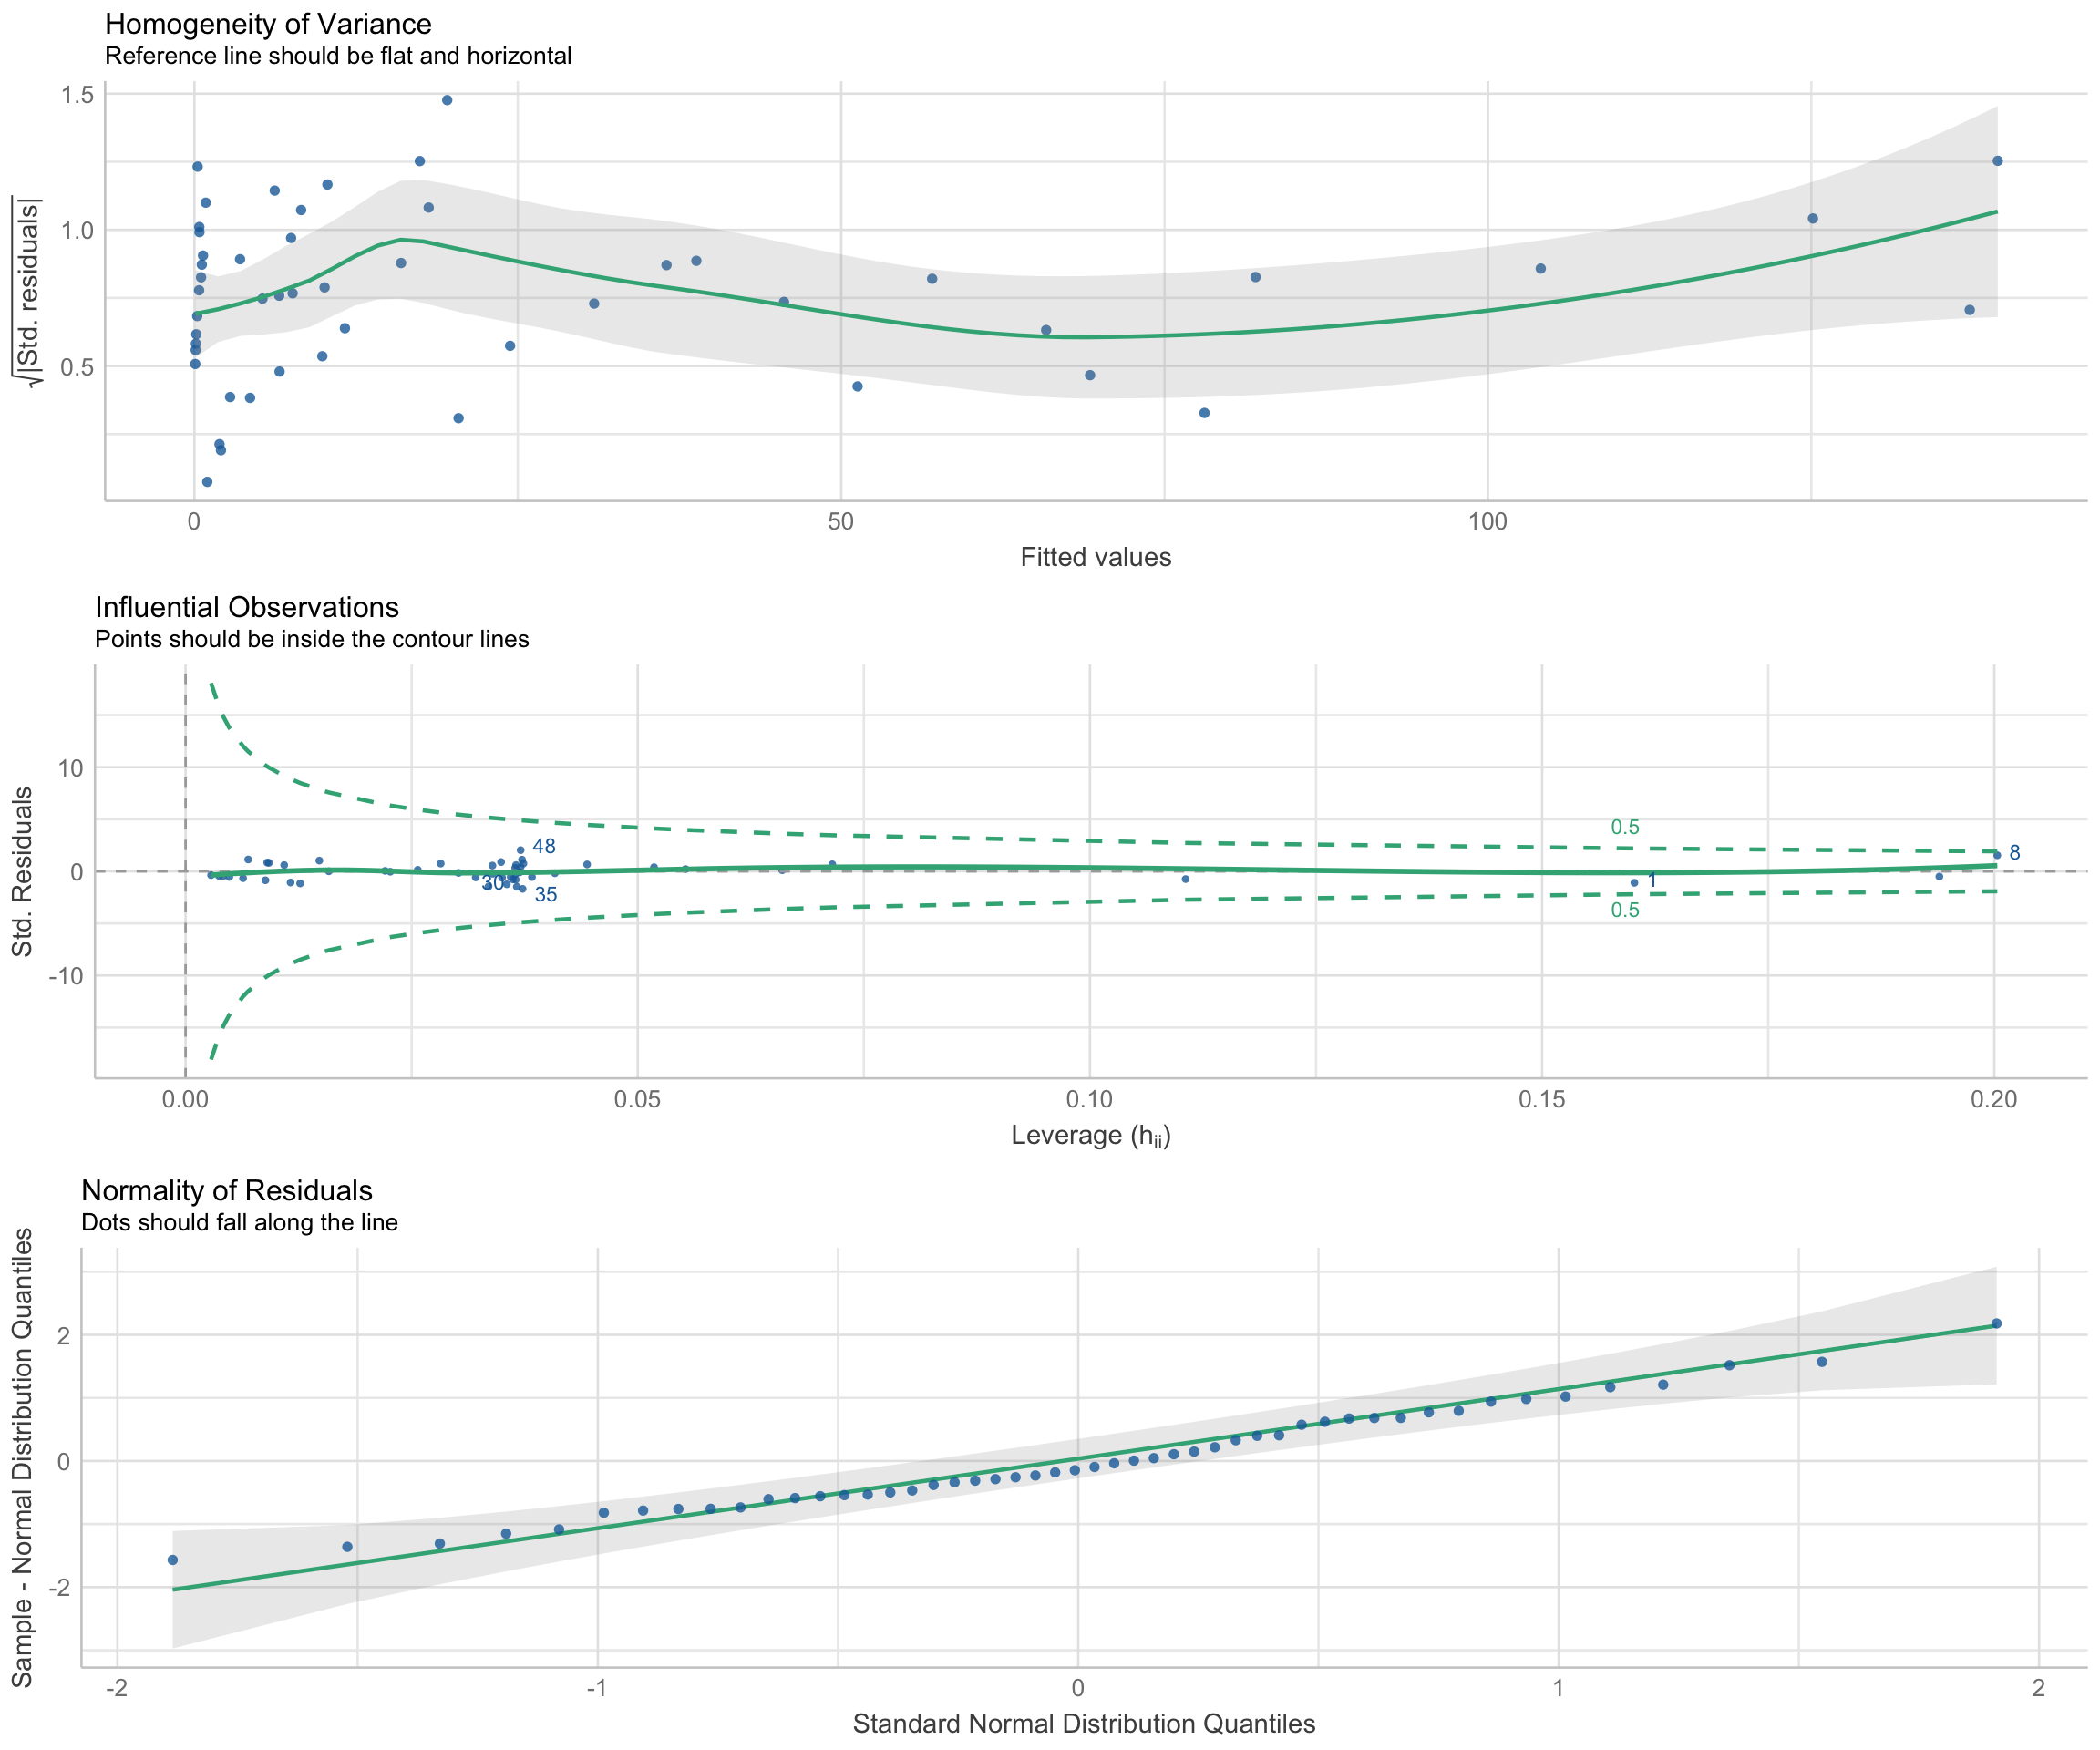 Homogeneity of Variance
Reference line should be flat and horizontal
√|Std. residuals|
1.5
1.0
0.5
0
50
100
Fitted values
Influential Observations
Points should be inside the contour lines
Std. Residuals
10
0
-10
0.5
48
8
30
35
1
0.5
0.00
0.05
0.10
0.15
0.20
Leverage (hᵢᵢ)
Normality of Residuals
Dots should fall along the line
Sample - Normal Distribution Quantiles
2
0
-2
-2
-1
0
1
2
Standard Normal Distribution Quantiles